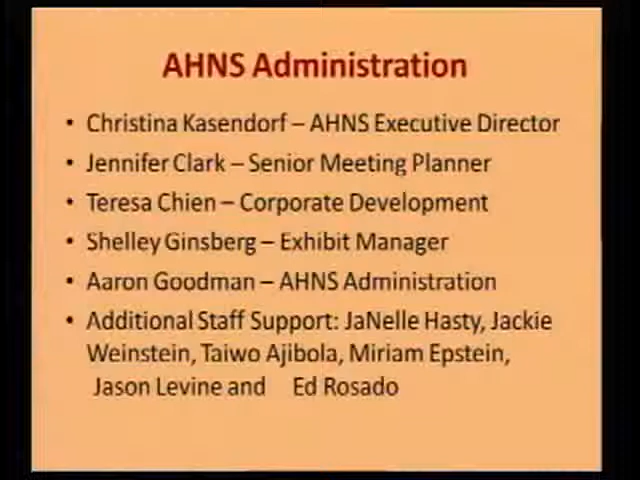 AHNS Administration
• Christina Kasendorf – AHNS Executive Director
• Jennifer Clark – Senior Meeting Planner
• Teresa Chien – Corporate Development
• Shelley Ginsberg – Exhibit Manager
• Aaron Goodman – AHNS Administration
• Additional Staff Support: JaNelle Hasty, Jackie
Weinstein, Taiwo Ajibola, Miriam Epstein,
Jason Levine and Ed Rosado